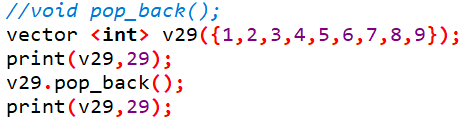 //void pop_back();
vector <int> v29({1,2,3,4,5,6,7,8,9});
print(v29,29);
v29.pop_back();
print(v29,29);